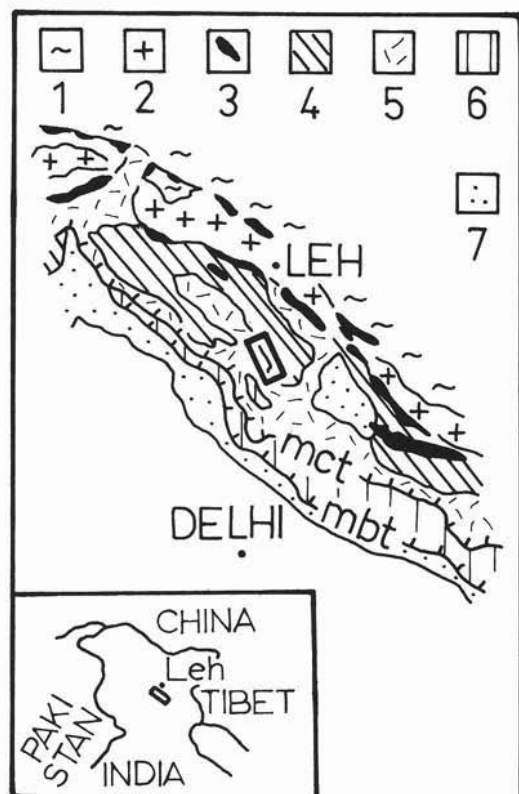 1 2 3 4 5 6
7
LEH
mct
mbt
DELHI
CHINA
Leh
TIBET
PAKI
STAN
INDIA